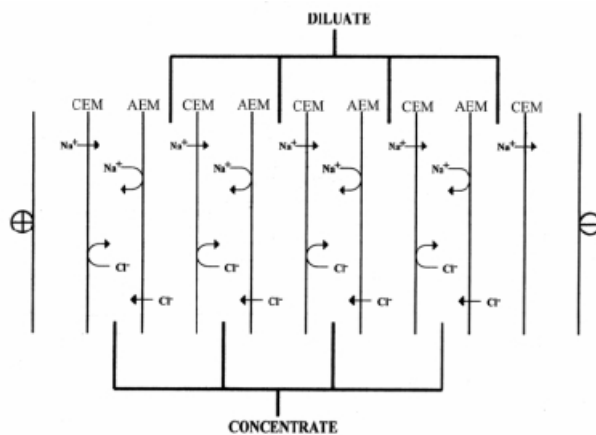 DILUATE
CEM AEM CEM AEM CEM AEM CEM AEM CEM
Na⁺ Na⁺ Na⁺ Na⁺ Na⁺
Na⁺ Na⁺ Na⁺ Na⁺
+ −
Cl⁻ Cl⁻ Cl⁻ Cl⁻
Cl⁻ Cl⁻ Cl⁻ Cl⁻
CONCENTRATE